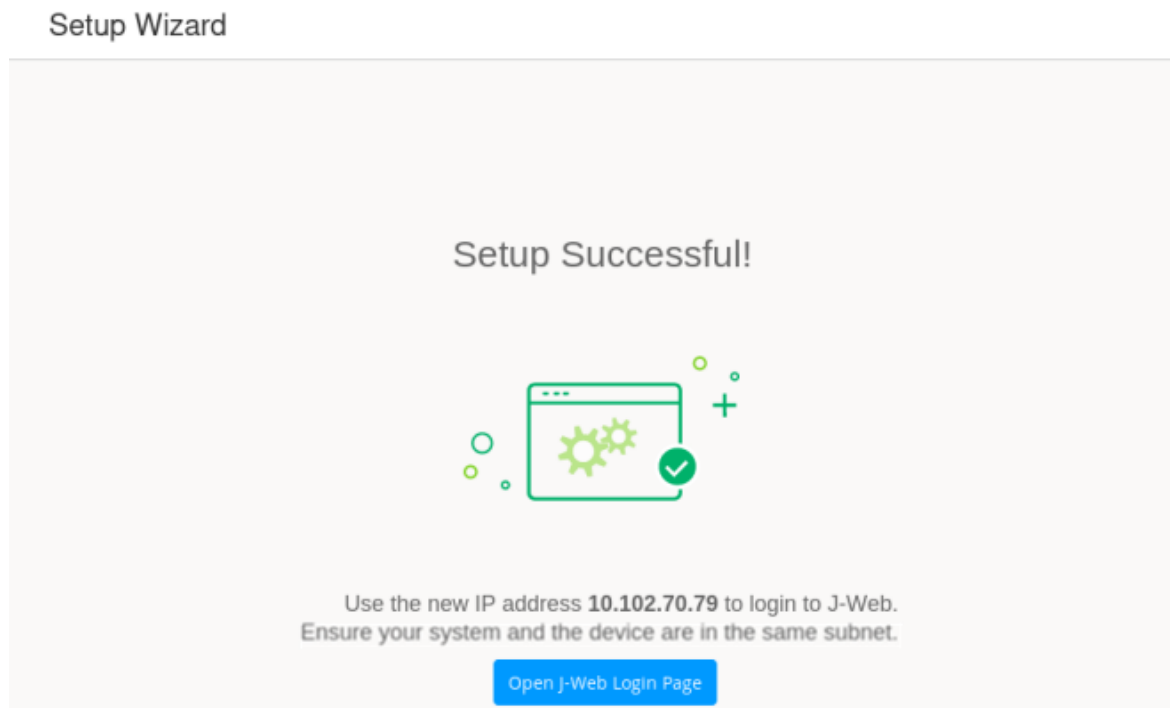 Setup Wizard
Setup Successful!
Use the new IP address 10.102.70.79 to login to J-Web.
Ensure your system and the device are in the same subnet.
Open J-Web Login Page